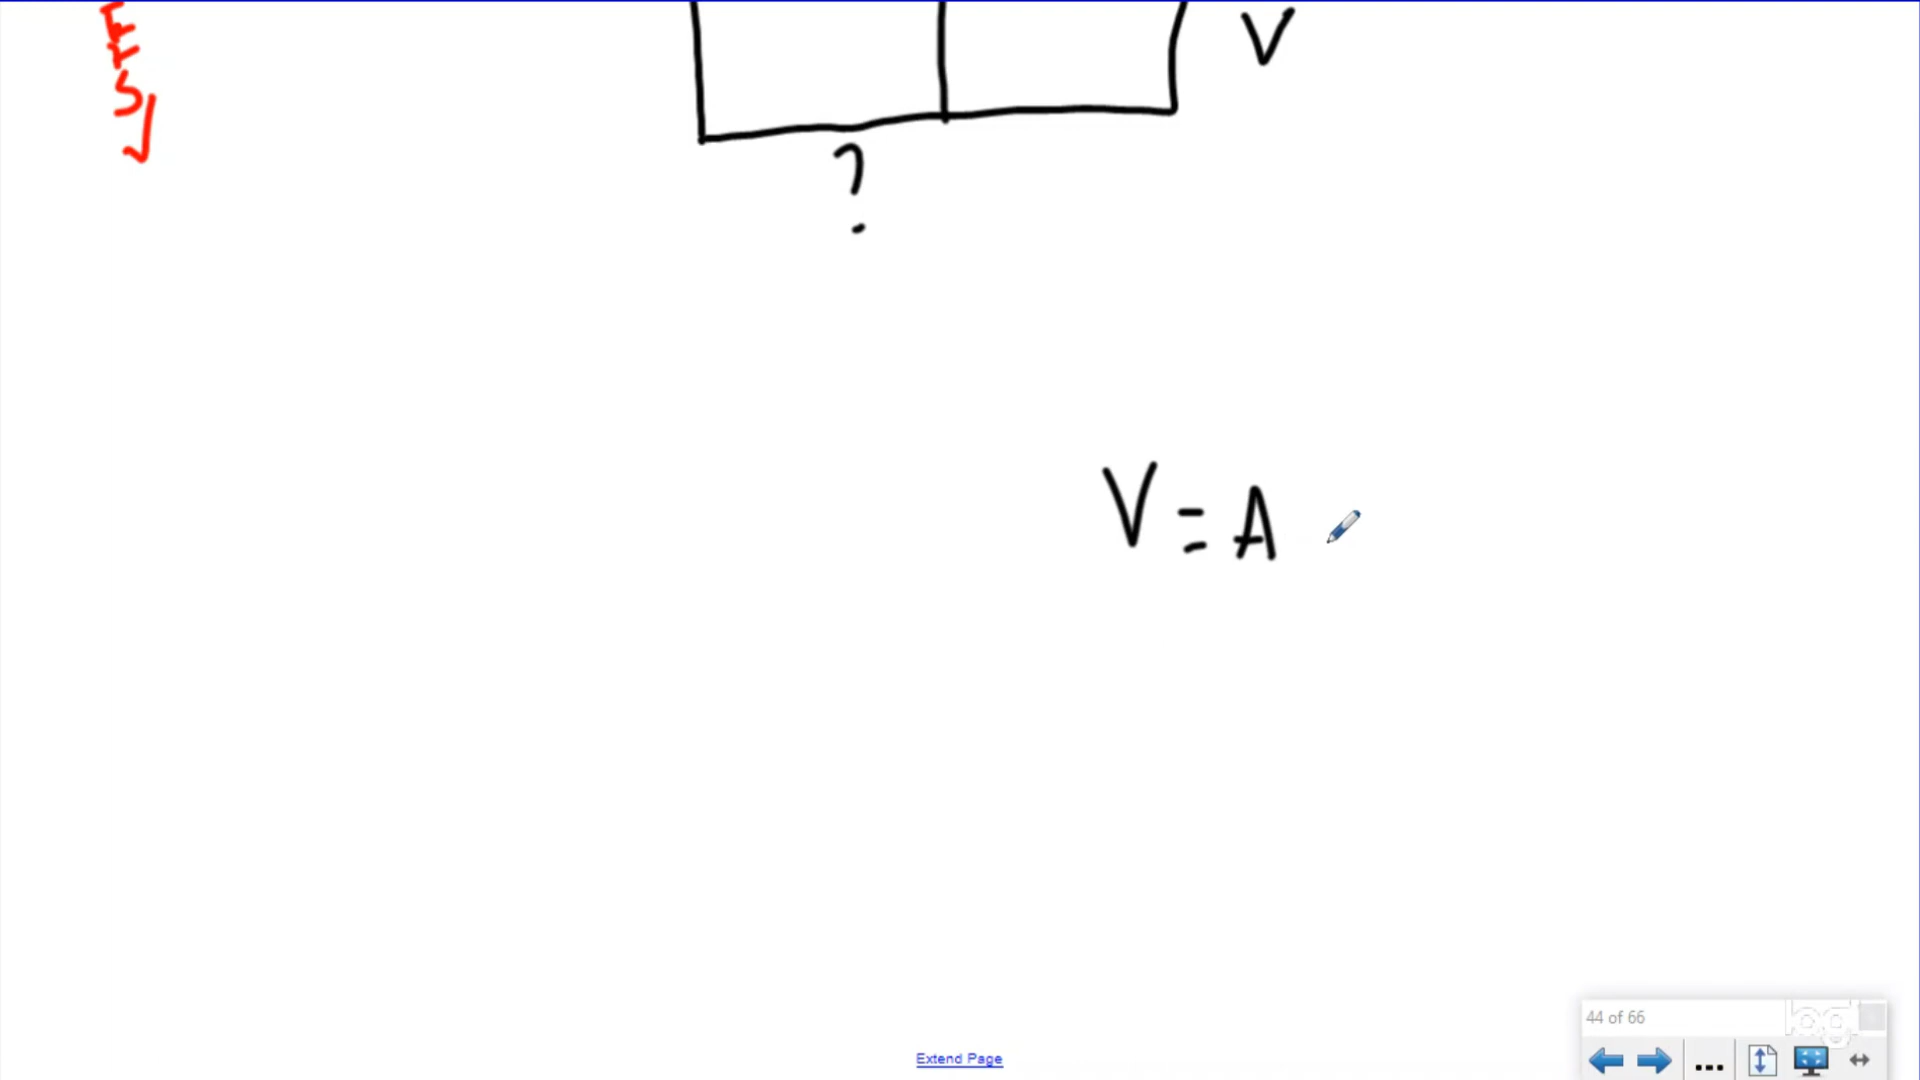 V
?
V = A
44 of 66
Extend Page
...